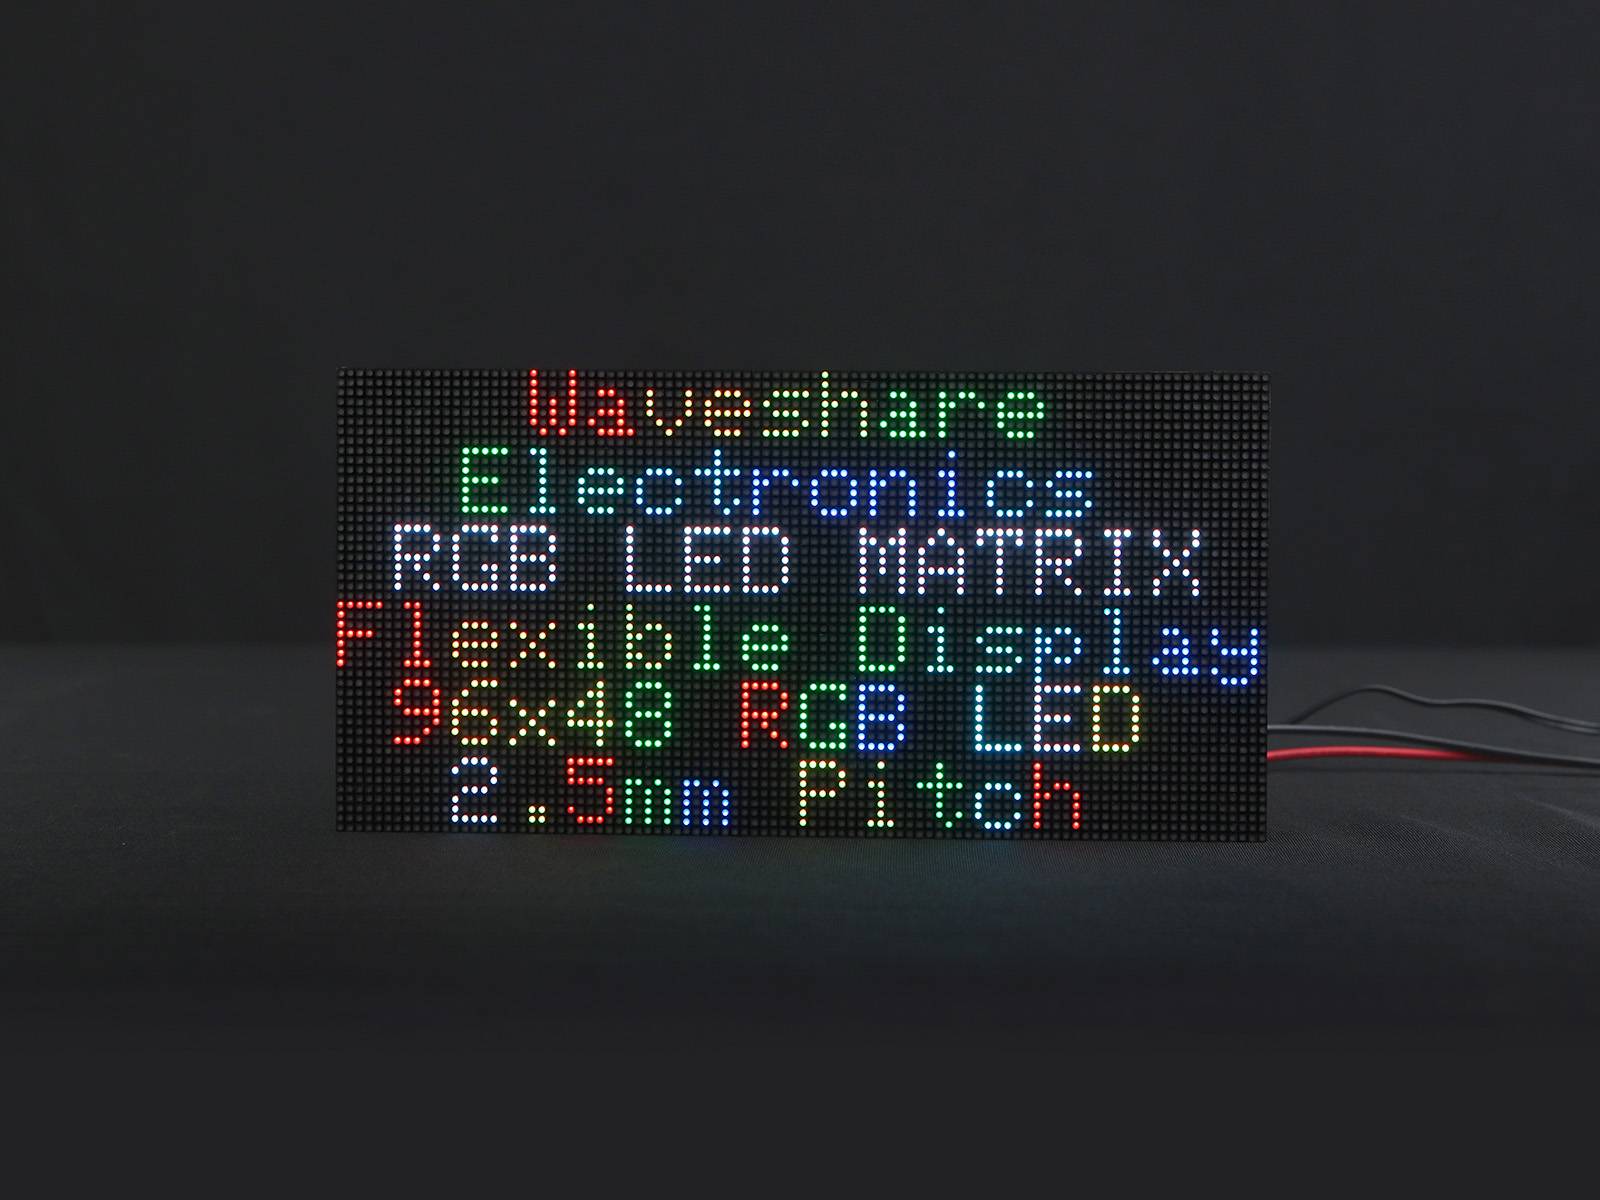 Waveshare
Electronics
RGB LED MATRIX
Flexible Display
96x48 RGB LED
2.5mm Pitch